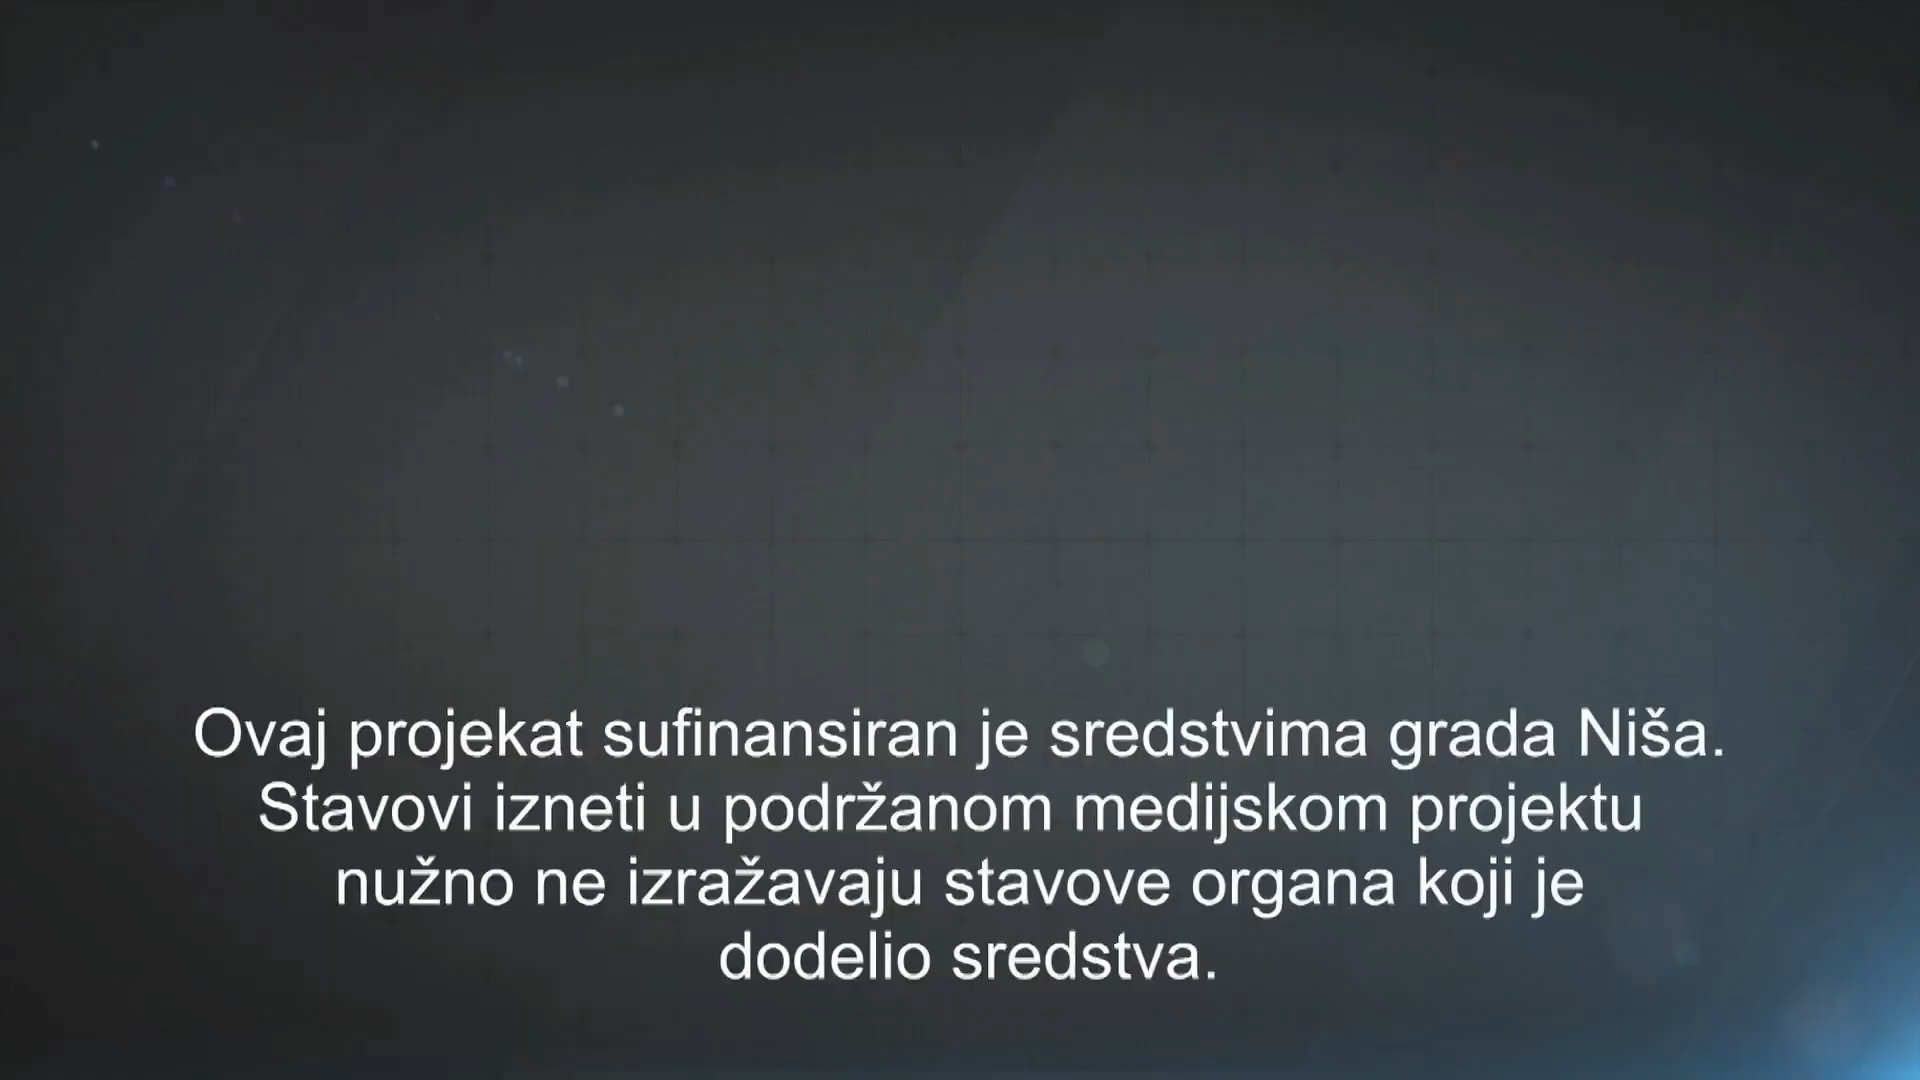 Ovaj projekat sufinansiran je sredstvima grada Niša.
Stavovi izneti u podržanom medijskom projektu
nužno ne izražavaju stavove organa koji je
dodelio sredstva.